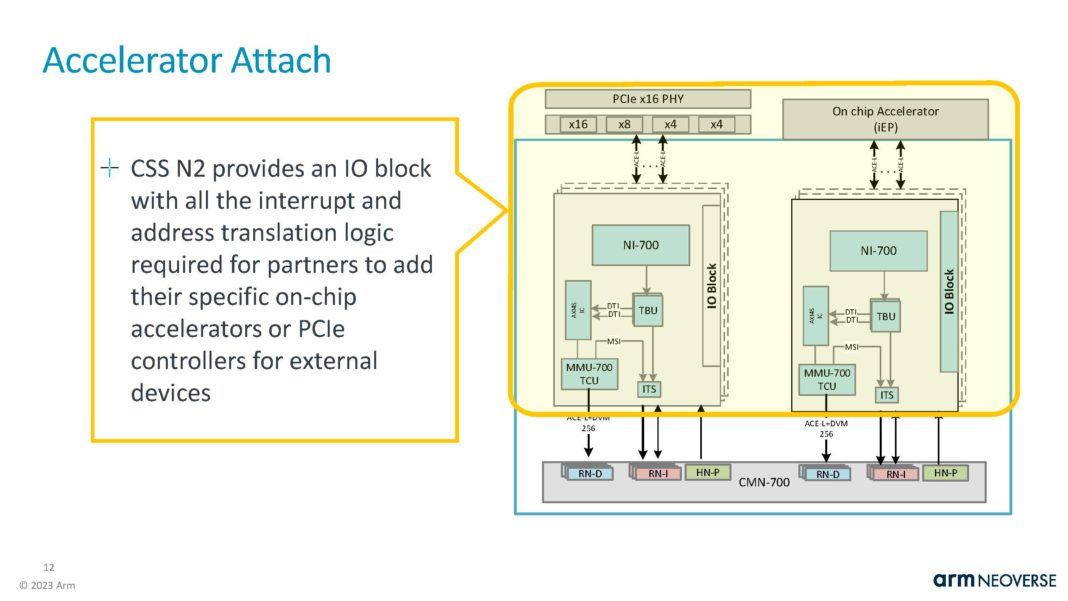 Accelerator Attach
CSS N2 provides an IO block
with all the interrupt and
address translation logic
required for partners to add
their specific on-chip
accelerators or PCIe
controllers for external
devices
PCIe x16 PHY
x16 x8 x4 x4
ACE-L ACE-L
NI-700
IO Block
AXI4S IC
DTI
DTI
TBU
MSI
MMU-700
TCU
ITS
ACE-L+DVM
256
RN-D RN-I HN-P
On chip Accelerator
(iEP)
ACE-L ACE-L
NI-700
IO Block
AXI4S IC
DTI
DTI
TBU
MSI
MMU-700
TCU
ITS
ACE-L+DVM
256
CMN-700
RN-D RN-I HN-P
12
© 2023 Arm
arm NEOVERSE